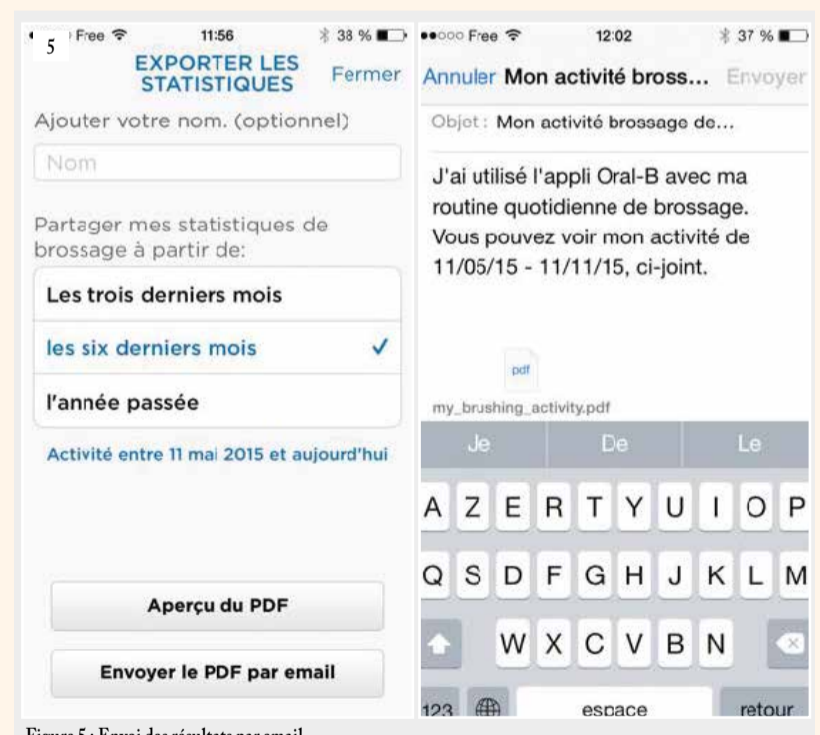 5
Free 11:56 38 %
EXPORTER LES
STATISTIQUES
Fermer
Ajouter votre nom. (optionnel)
Nom
Partager mes statistiques de
brossage à partir de:
Les trois derniers mois
les six derniers mois
l'année passée
Activité entre 11 mai 2015 et aujourd'hui
Aperçu du PDF
Envoyer le PDF par email
Free 12:02 37 %
Annuler Mon activité bross... Envoyer
Objet : Mon activité brossage de...
J'ai utilisé l'appli Oral-B avec ma
routine quotidienne de brossage.
Vous pouvez voir mon activité de
11/05/15 - 11/11/15, ci-joint.
pdf
my_brushing_activity.pdf
Je De Le
A Z E R T Y U I O P
Q S D F G H J K L M
W X C V B N
123 espace retour
Figure 5 : Envoi des résultats par email